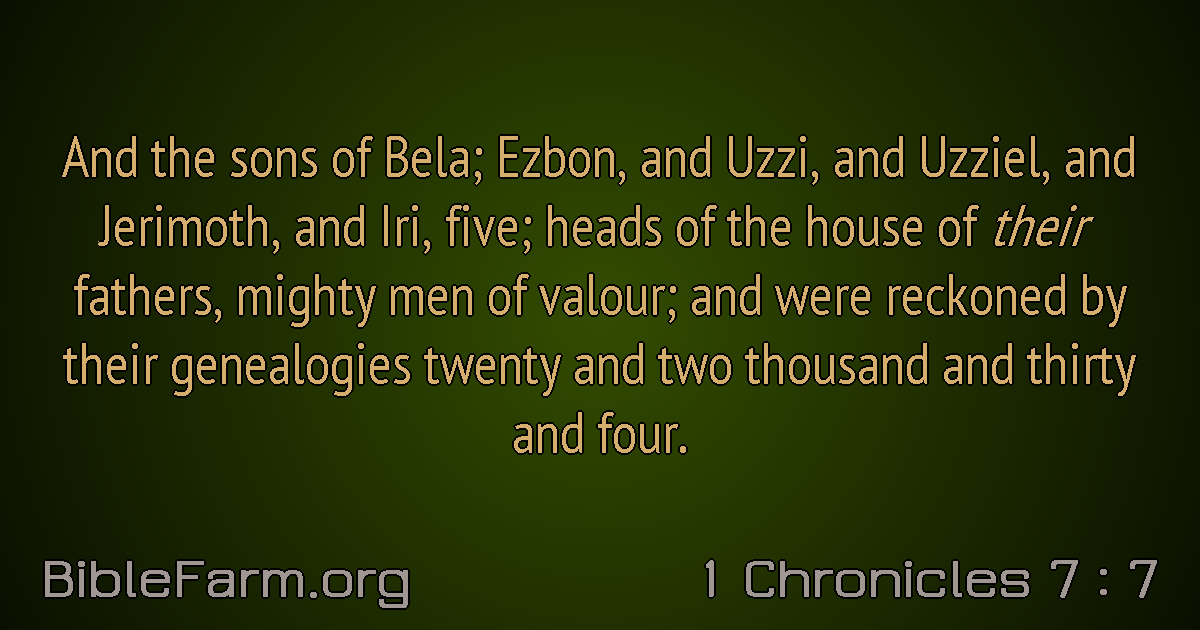 And the sons of Bela; Ezbon, and Uzzi, and Uzziel, and
Jerimoth, and Iri, five; heads of the house of their
fathers, mighty men of valour; and were reckoned by
their genealogies twenty and two thousand and thirty
and four.
BibleFarm.org
1 Chronicles 7 : 7